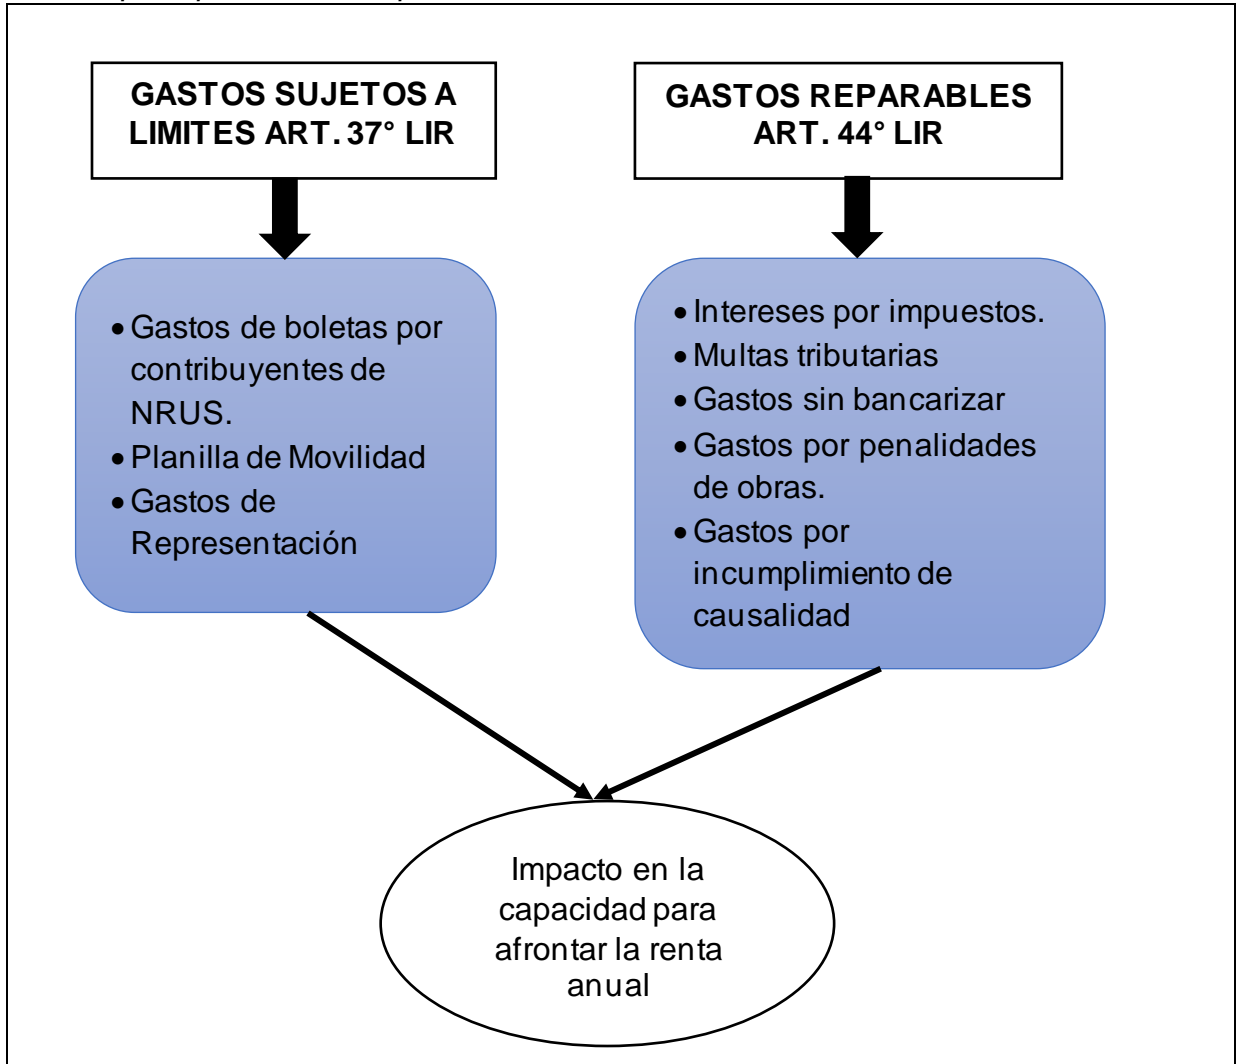 GASTOS SUJETOS A
LIMITES ART. 37° LIR
GASTOS REPARABLES
ART. 44° LIR
• Gastos de boletas por
contribuyentes de
NRUS.
• Planilla de Movilidad
• Gastos de
Representación
• Intereses por impuestos.
• Multas tributarias
• Gastos sin bancarizar
• Gastos por penalidades
de obras.
• Gastos por
incumplimiento de
causalidad
Impacto en la
capacidad para
afrontar la renta
anual